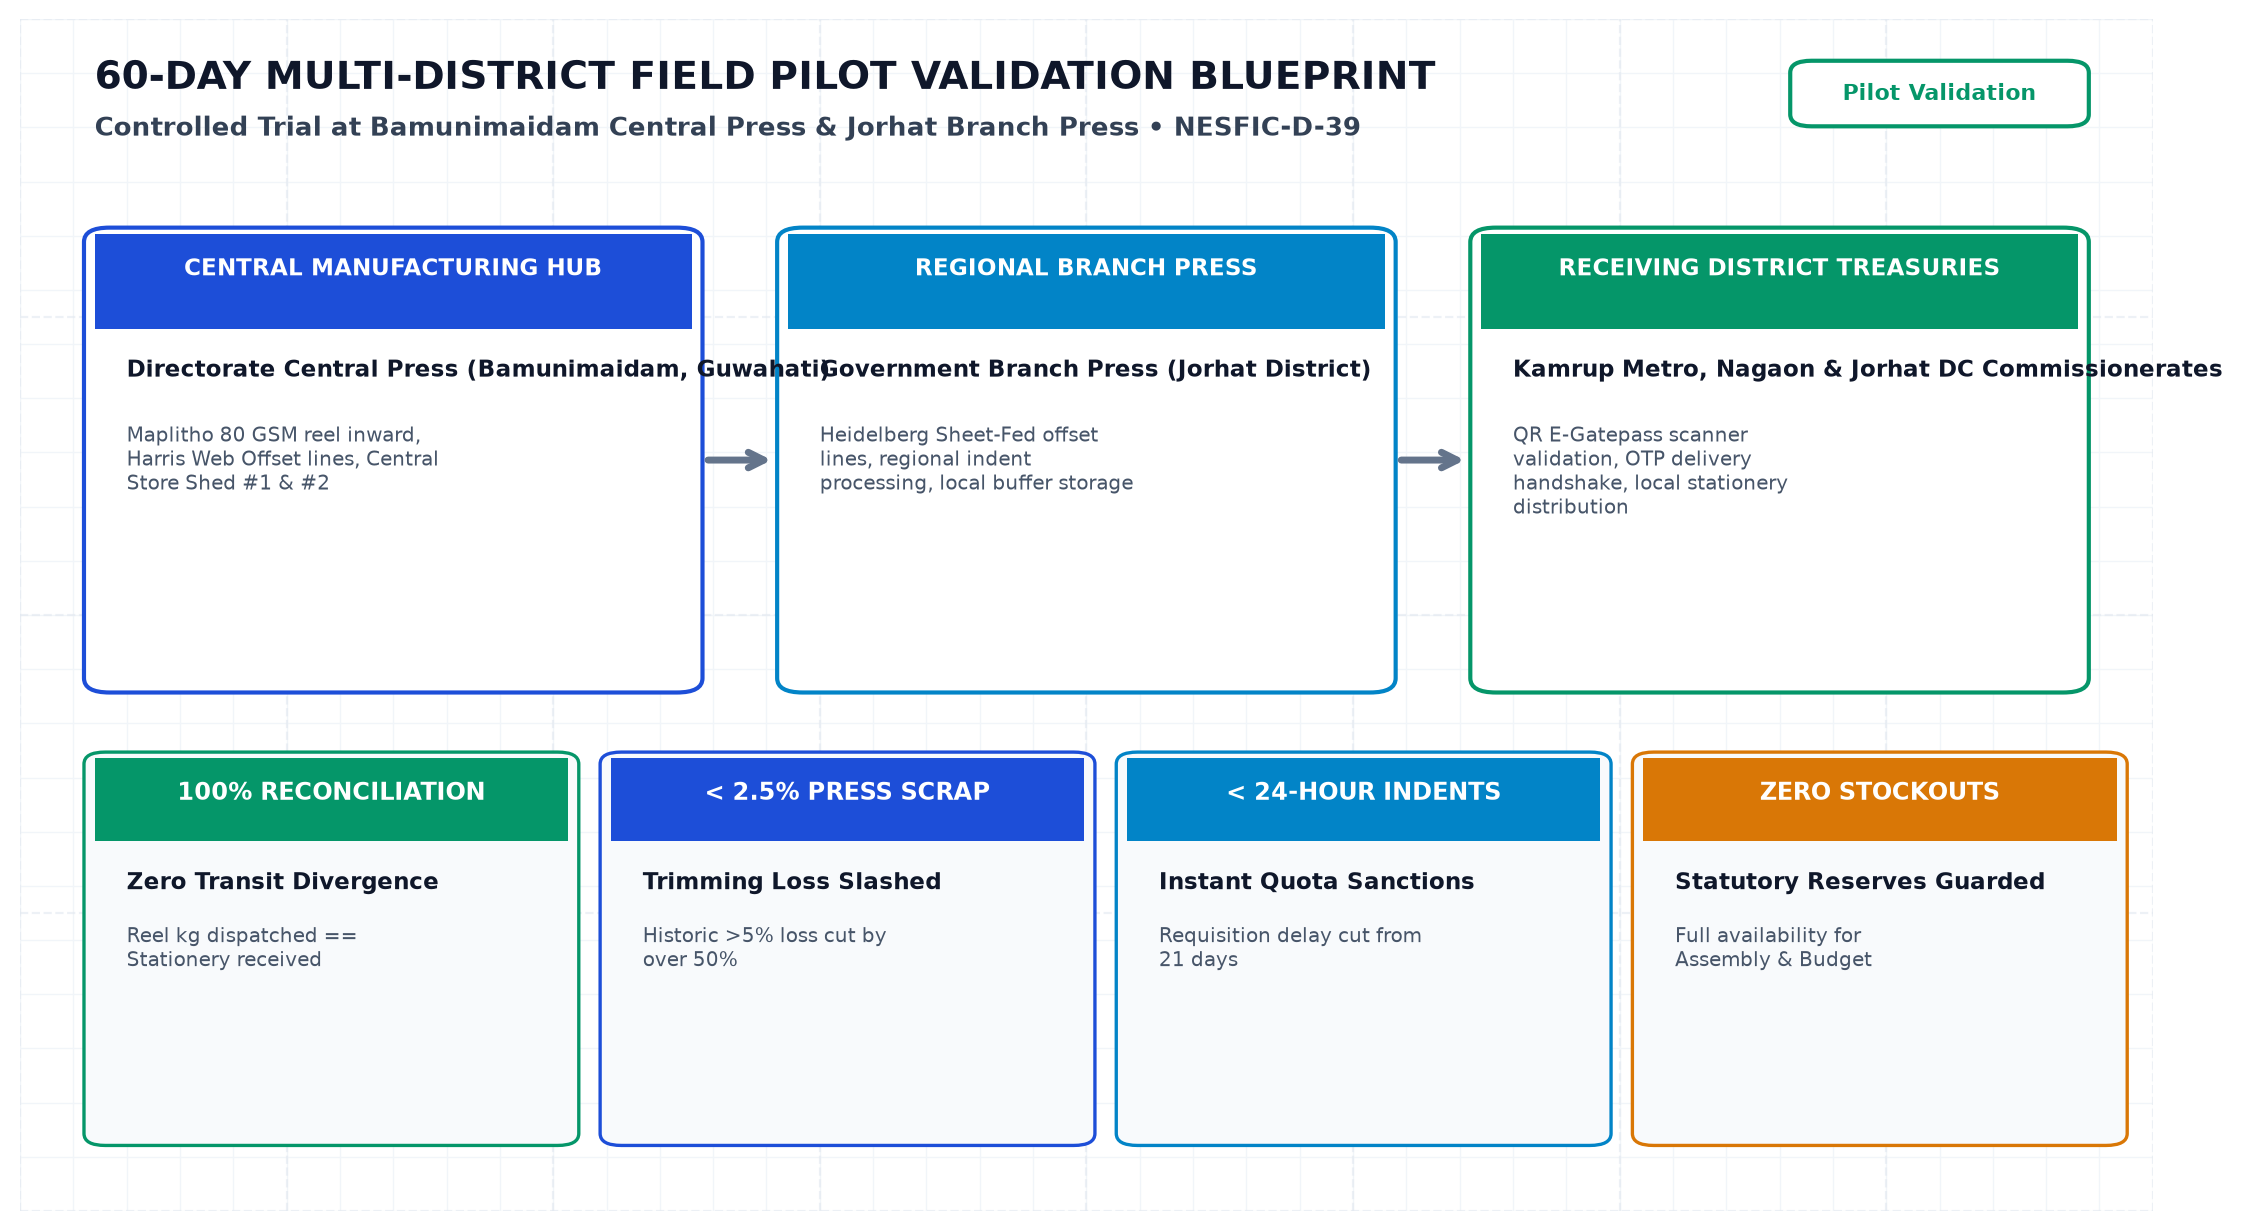 60-DAY MULTI-DISTRICT FIELD PILOT VALIDATION BLUEPRINT
Controlled Trial at Bamunimaidam Central Press & Jorhat Branch Press • NESFIC-D-39
Pilot Validation
CENTRAL MANUFACTURING HUB
Directorate Central Press (Bamunimaidam, Guwahati)
Maplitho 80 GSM reel inward,
Harris Web Offset lines, Central
Store Shed #1 & #2
REGIONAL BRANCH PRESS
Government Branch Press (Jorhat District)
Heidelberg Sheet-Fed offset
lines, regional indent
processing, local buffer storage
RECEIVING DISTRICT TREASURIES
Kamrup Metro, Nagaon & Jorhat DC Commissionerates
QR E-Gatepass scanner
validation, OTP delivery
handshake, local stationery
distribution
100% RECONCILIATION
Zero Transit Divergence
Reel kg dispatched ==
Stationery received
< 2.5% PRESS SCRAP
Trimming Loss Slashed
Historic >5% loss cut by
over 50%
< 24-HOUR INDENTS
Instant Quota Sanctions
Requisition delay cut from
21 days
ZERO STOCKOUTS
Statutory Reserves Guarded
Full availability for
Assembly & Budget